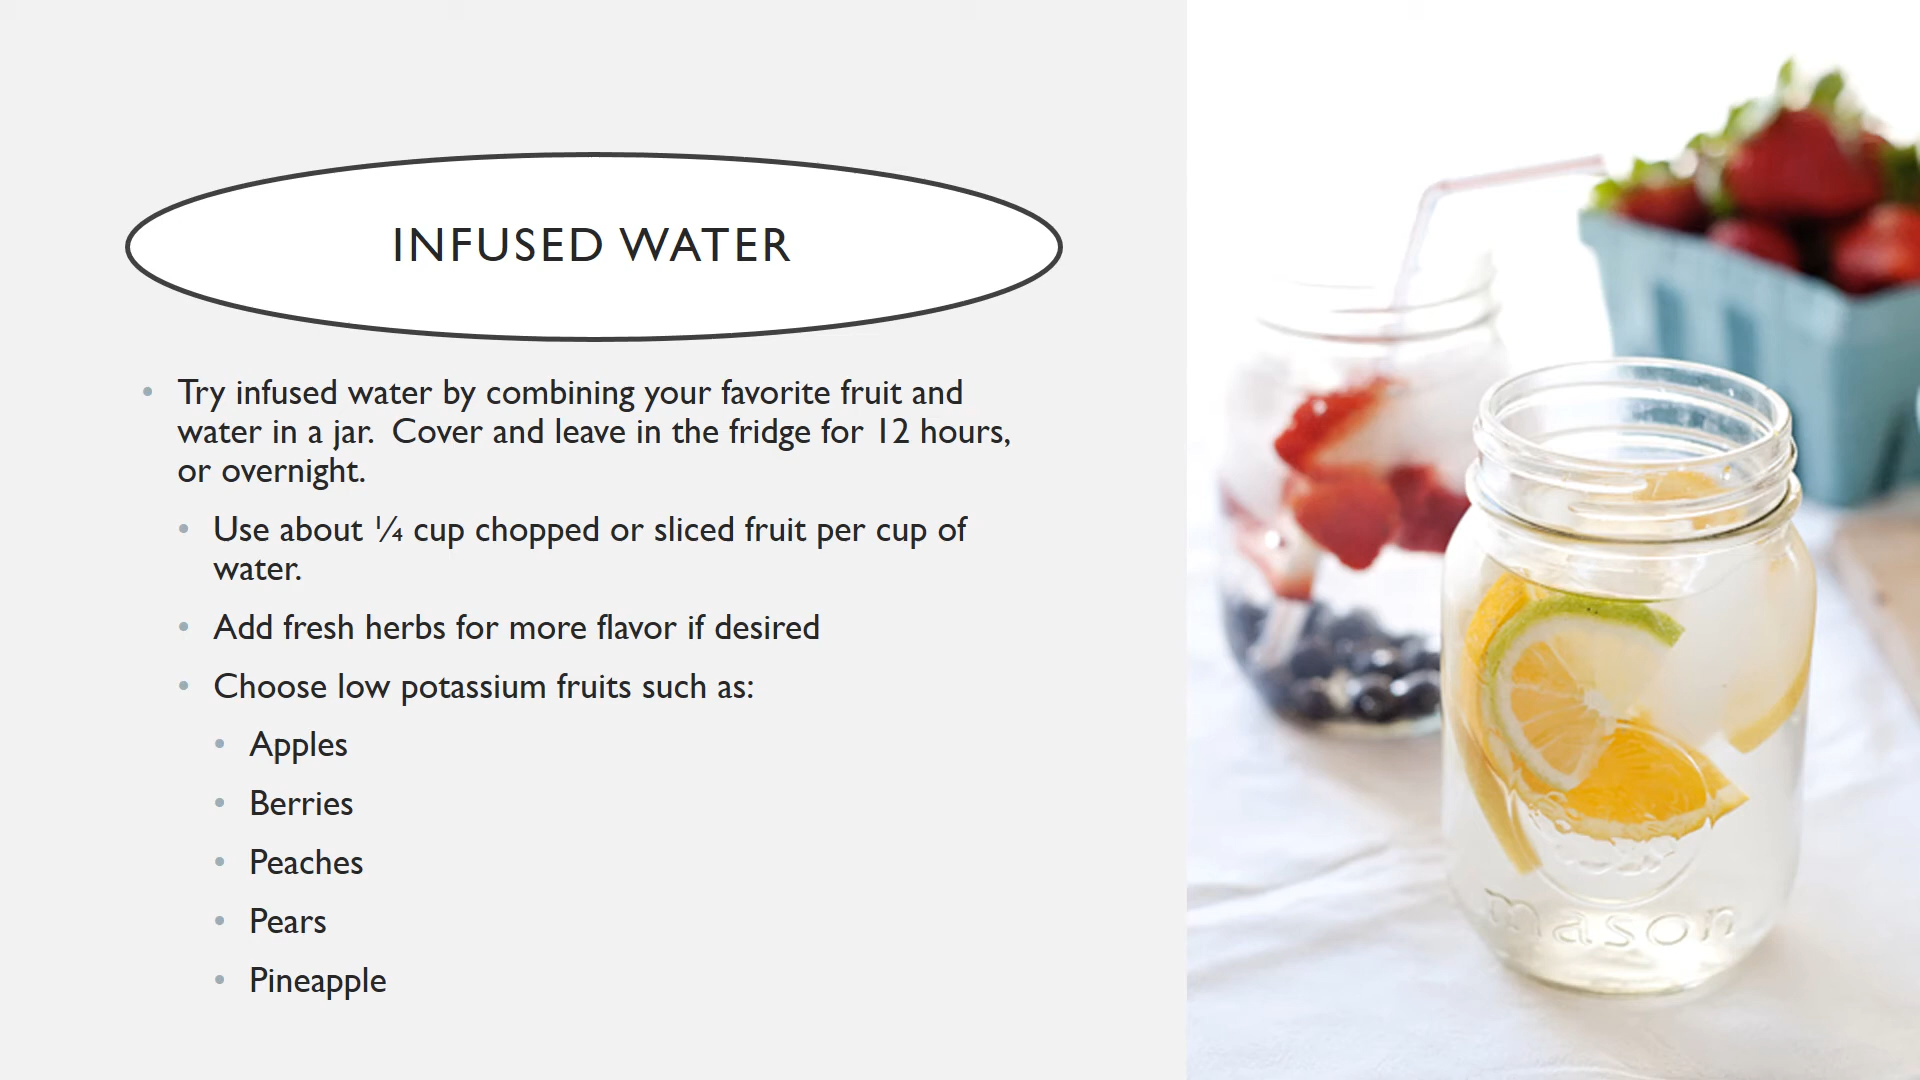 INFUSED WATER
• Try infused water by combining your favorite fruit and
water in a jar.  Cover and leave in the fridge for 12 hours,
or overnight.
• Use about ¼ cup chopped or sliced fruit per cup of
water.
• Add fresh herbs for more flavor if desired
• Choose low potassium fruits such as:
• Apples
• Berries
• Peaches
• Pears
• Pineapple
mason